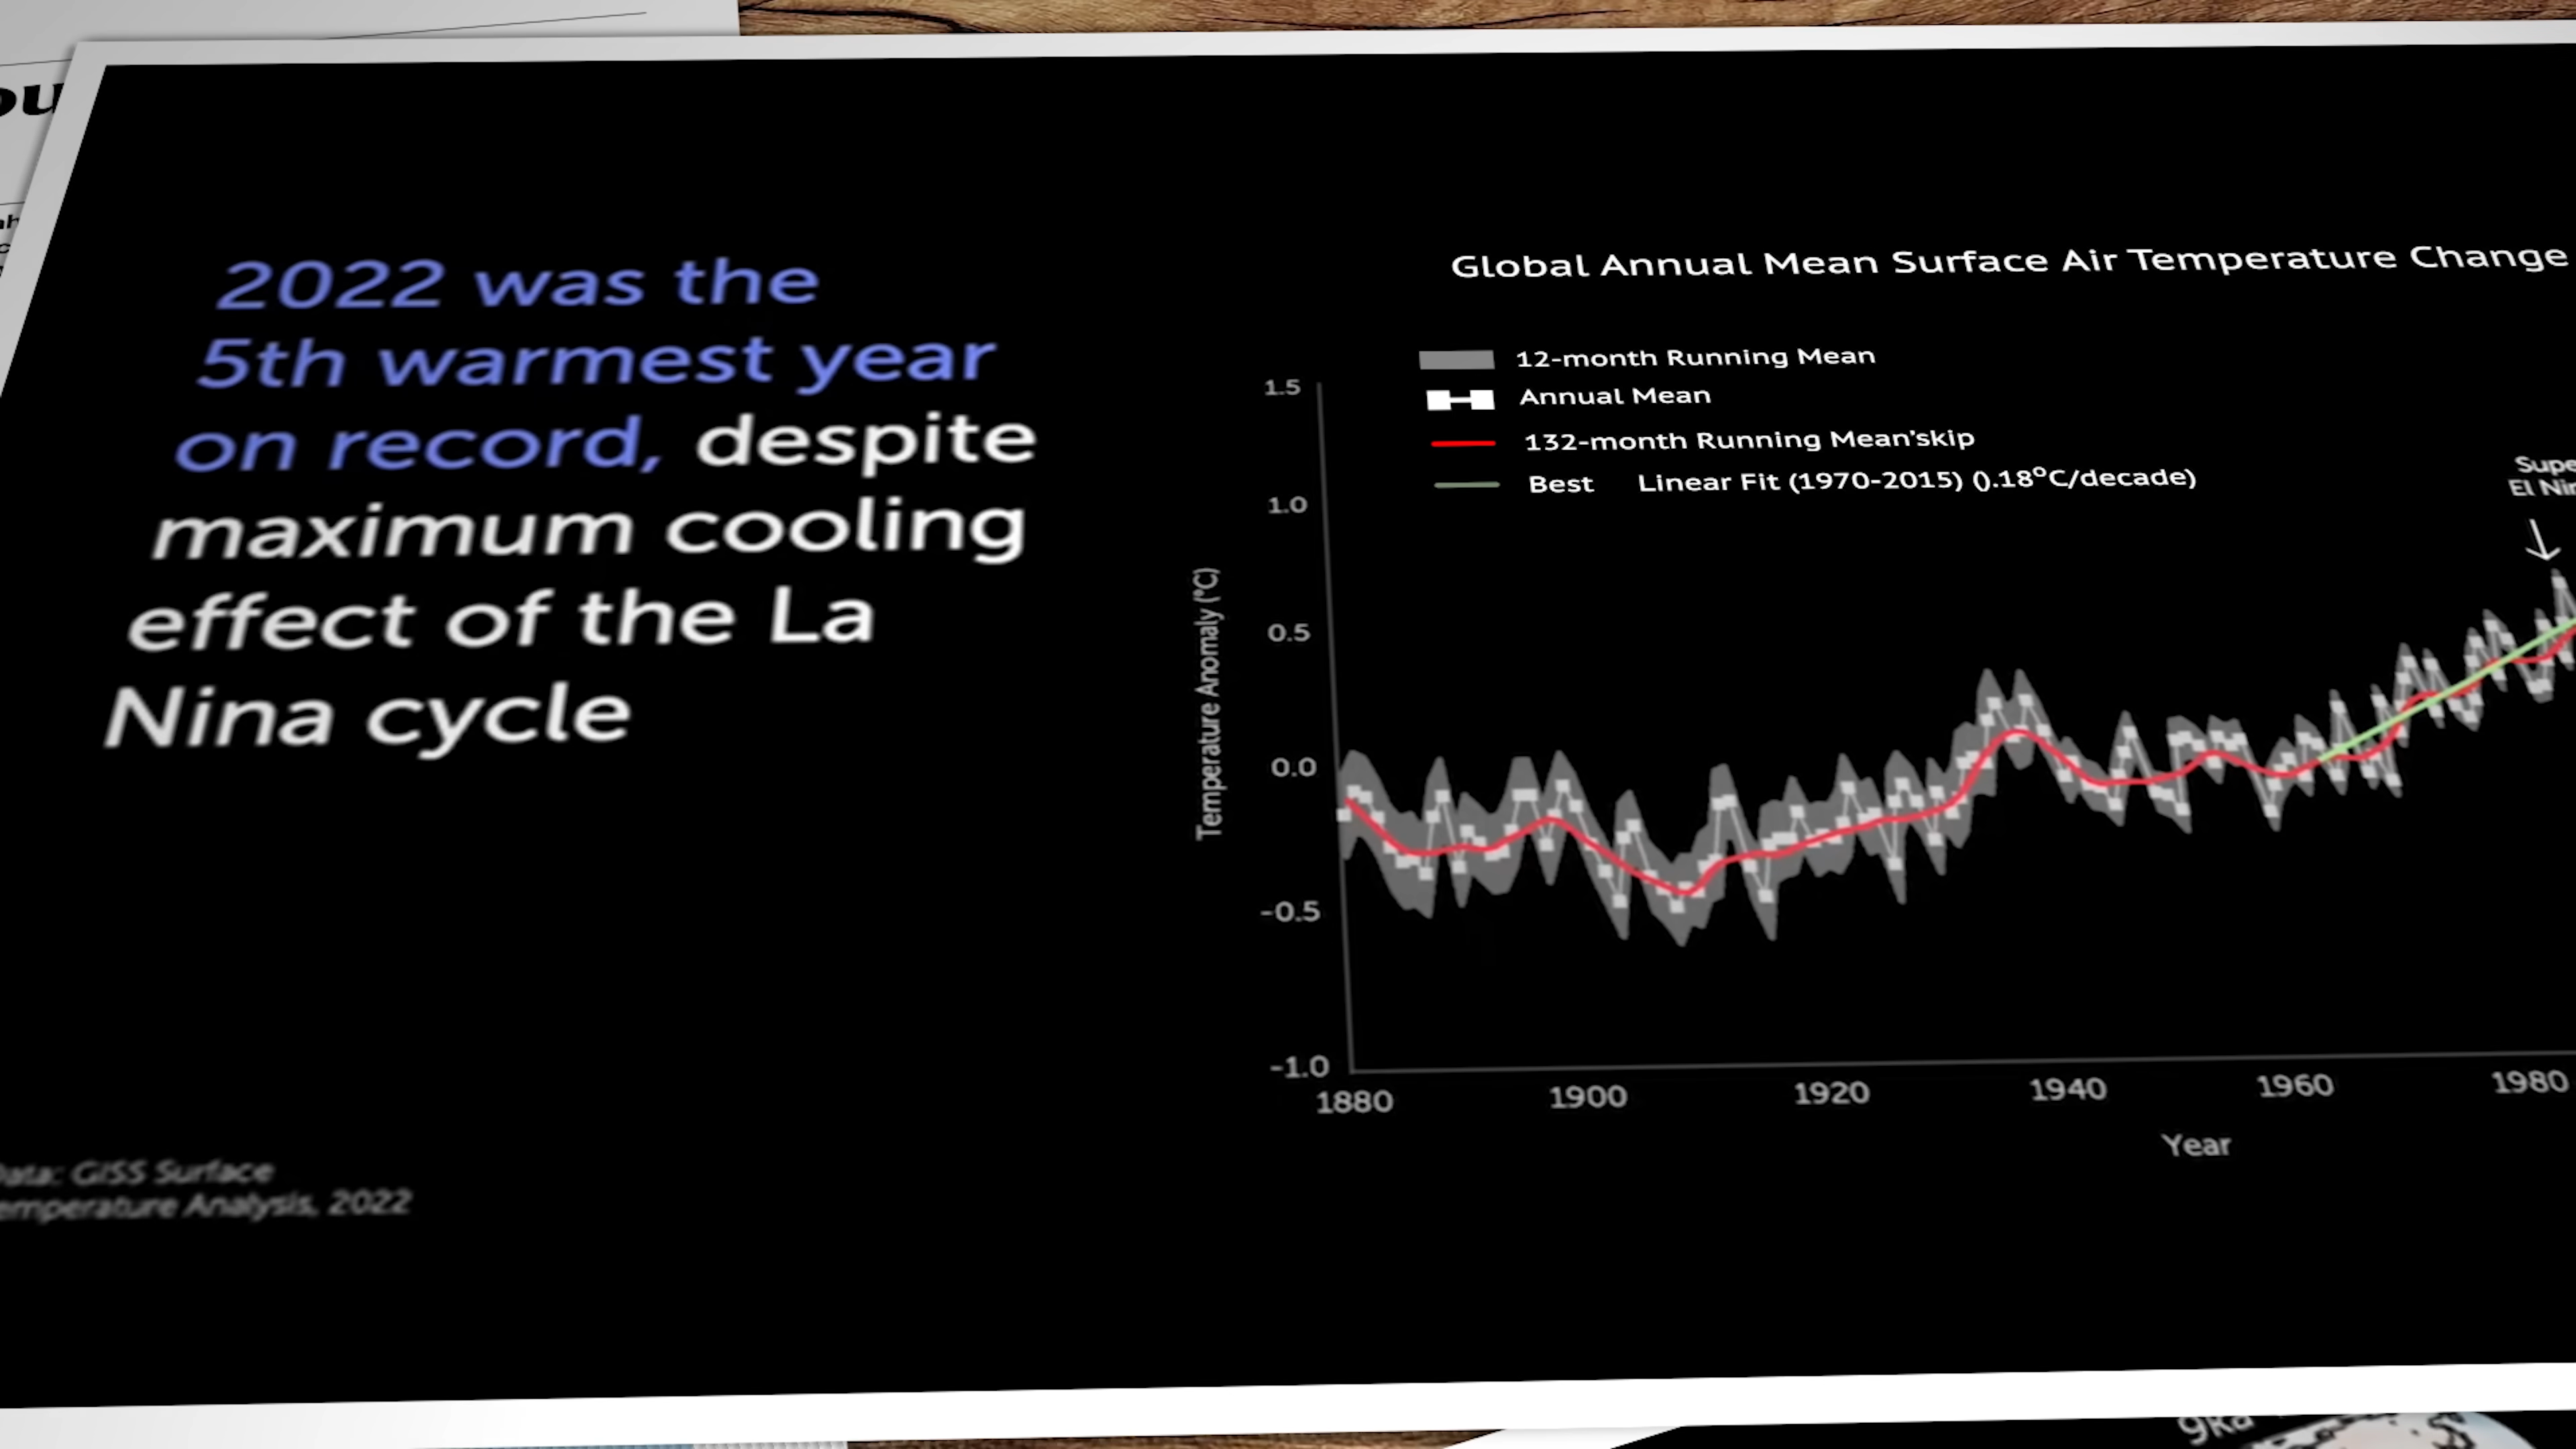 2022 was the
5th warmest year
on record, despite
maximum cooling
effect of the La
Nina cycle
Global Annual Mean Surface Air Temperature Change
12-month Running Mean
Annual Mean
132-month Running Mean'skip
Best Linear Fit (1970-2015) ().18°C/decade)
1.5
1.0
0.5
0.0
-0.5
-1.0
Temperature Anomaly (°C)
El
1880 1900 1920 1940 1960 1980
Year
GISS Surface
Analysis, 2022
9ka